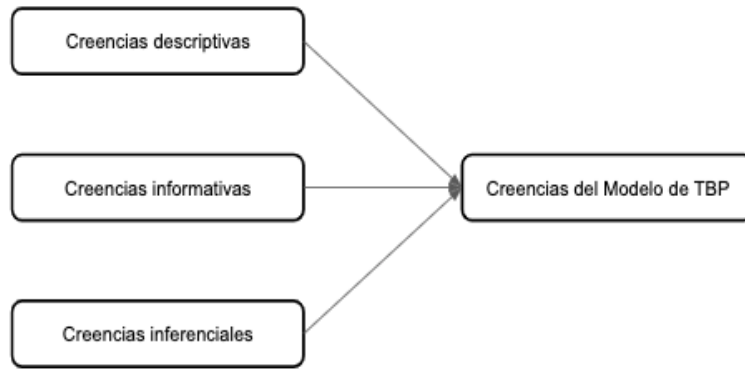 Creencias descriptivas
Creencias informativas
Creencias del Modelo de TBP
Creencias inferenciales